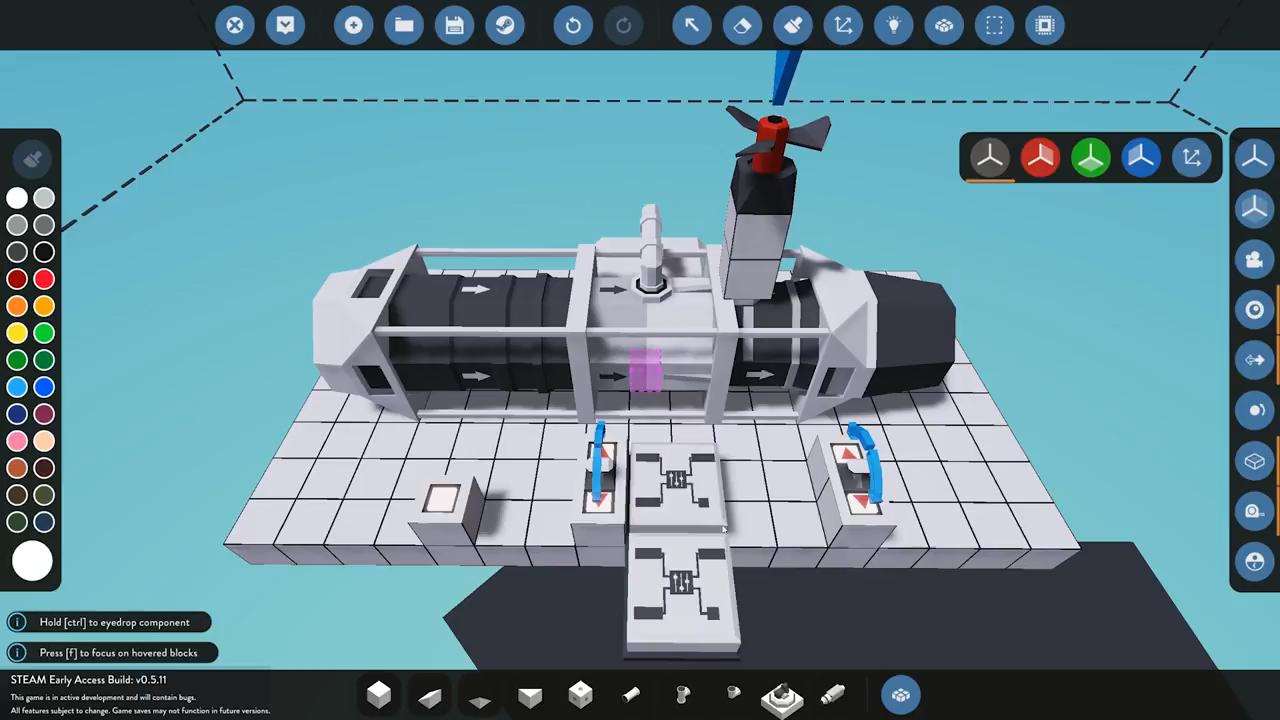 Hold [ctrl] to eyedrop component
Press [f] to focus on hovered blocks
STEAM Early Access Build: v0.5.11
This game is in active development and will contain bugs.
All features subject to change. Game saves may not function in future versions.